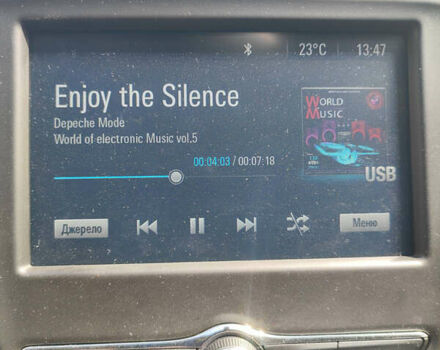 23°C
13:47
Enjoy the Silence
Depeche Mode
World of electronic Music vol.5
WORLD
MUSIC
00:04:03 / 00:07:18
USB
Джерело
Меню